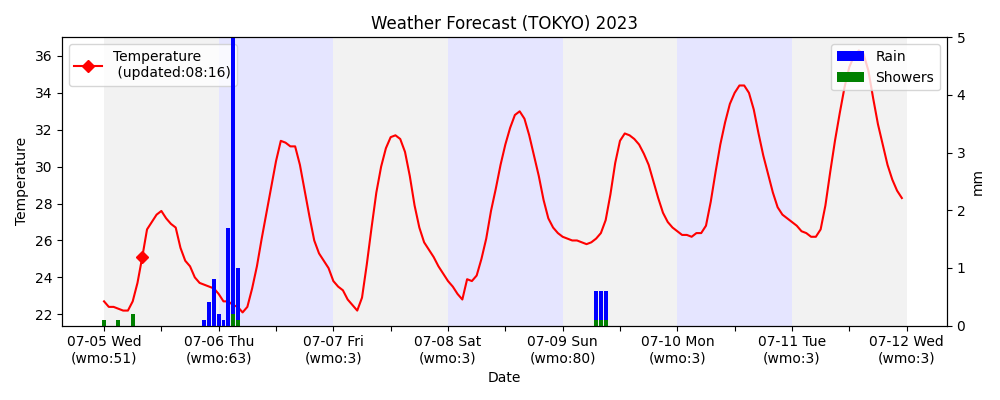 Weather Forecast (TOKYO) 2023
Temperature
(updated:08:16)
Rain
Showers
36
34
32
30
28
26
24
22
Temperature
5
4
3
2
1
0
mm
07-05 Wed
(wmo:51)
07-06 Thu
(wmo:63)
07-07 Fri
(wmo:3)
07-08 Sat
(wmo:3)
07-09 Sun
(wmo:80)
07-10 Mon
(wmo:3)
07-11 Tue
(wmo:3)
07-12 Wed
(wmo:3)
Date